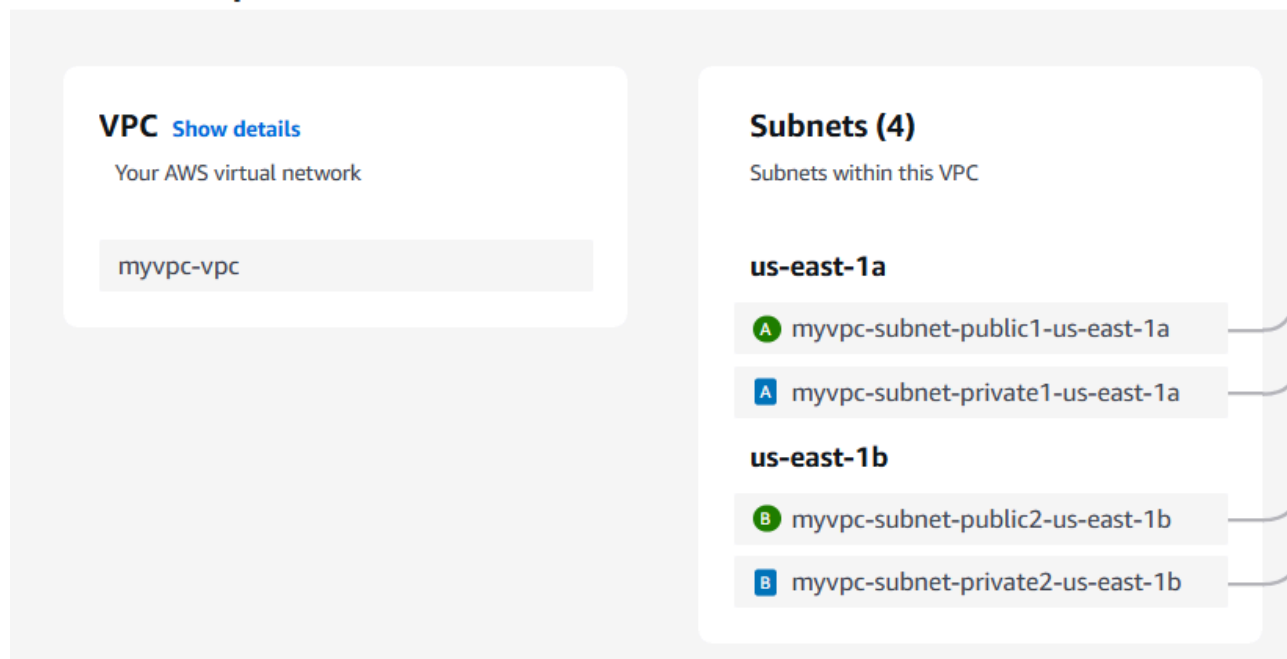 VPC Show details
Your AWS virtual network
myvpc-vpc
Subnets (4)
Subnets within this VPC
us-east-1a
A myvpc-subnet-public1-us-east-1a
A myvpc-subnet-private1-us-east-1a
us-east-1b
B myvpc-subnet-public2-us-east-1b
B myvpc-subnet-private2-us-east-1b